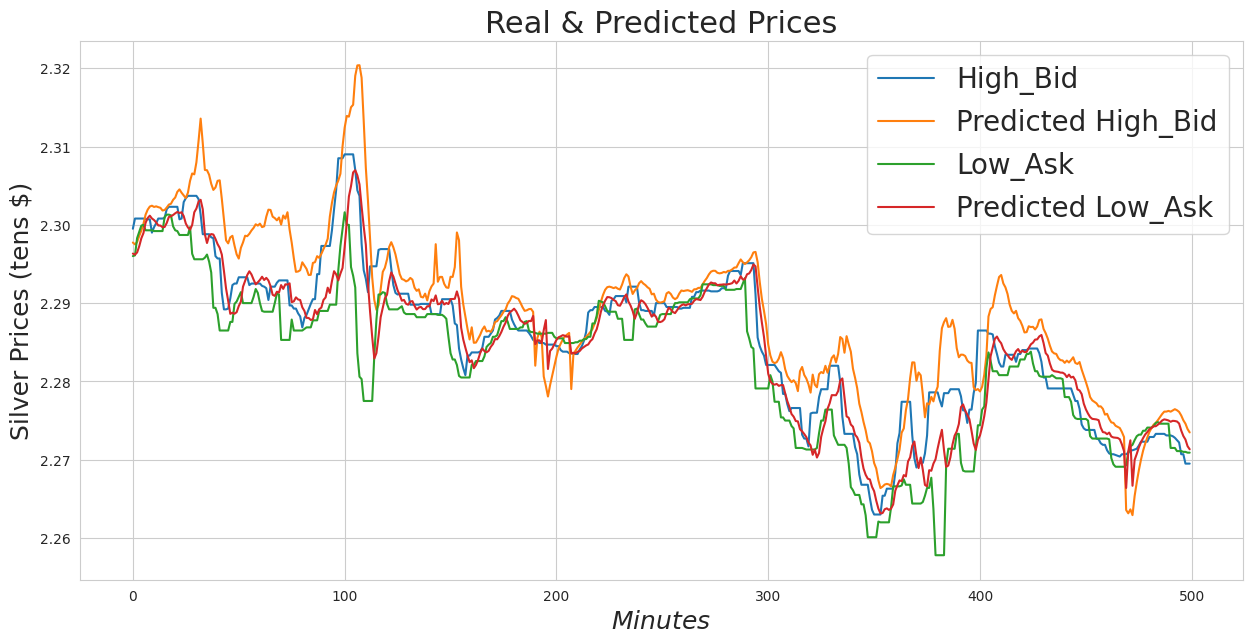 Real & Predicted Prices
High_Bid
Predicted High_Bid
Low_Ask
Predicted Low_Ask
Silver Prices (tens $)
2.32
2.31
2.30
2.29
2.28
2.27
2.26
0 100 200 300 400 500
Minutes